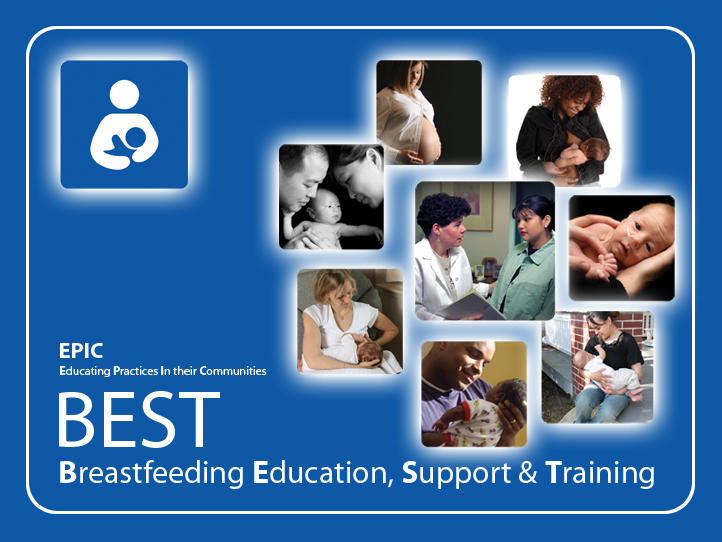 EPIC
Educating Practices In their Communities
BEST
Breastfeeding Education, Support & Training